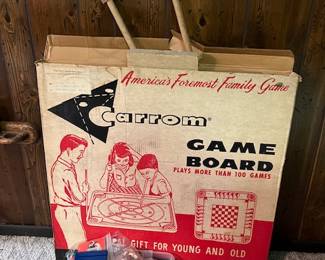 America's Foremost Family Game
Carrom®
GAME
BOARD
PLAYS MORE THAN 100 GAMES
GIFT FOR YOUNG AND OLD